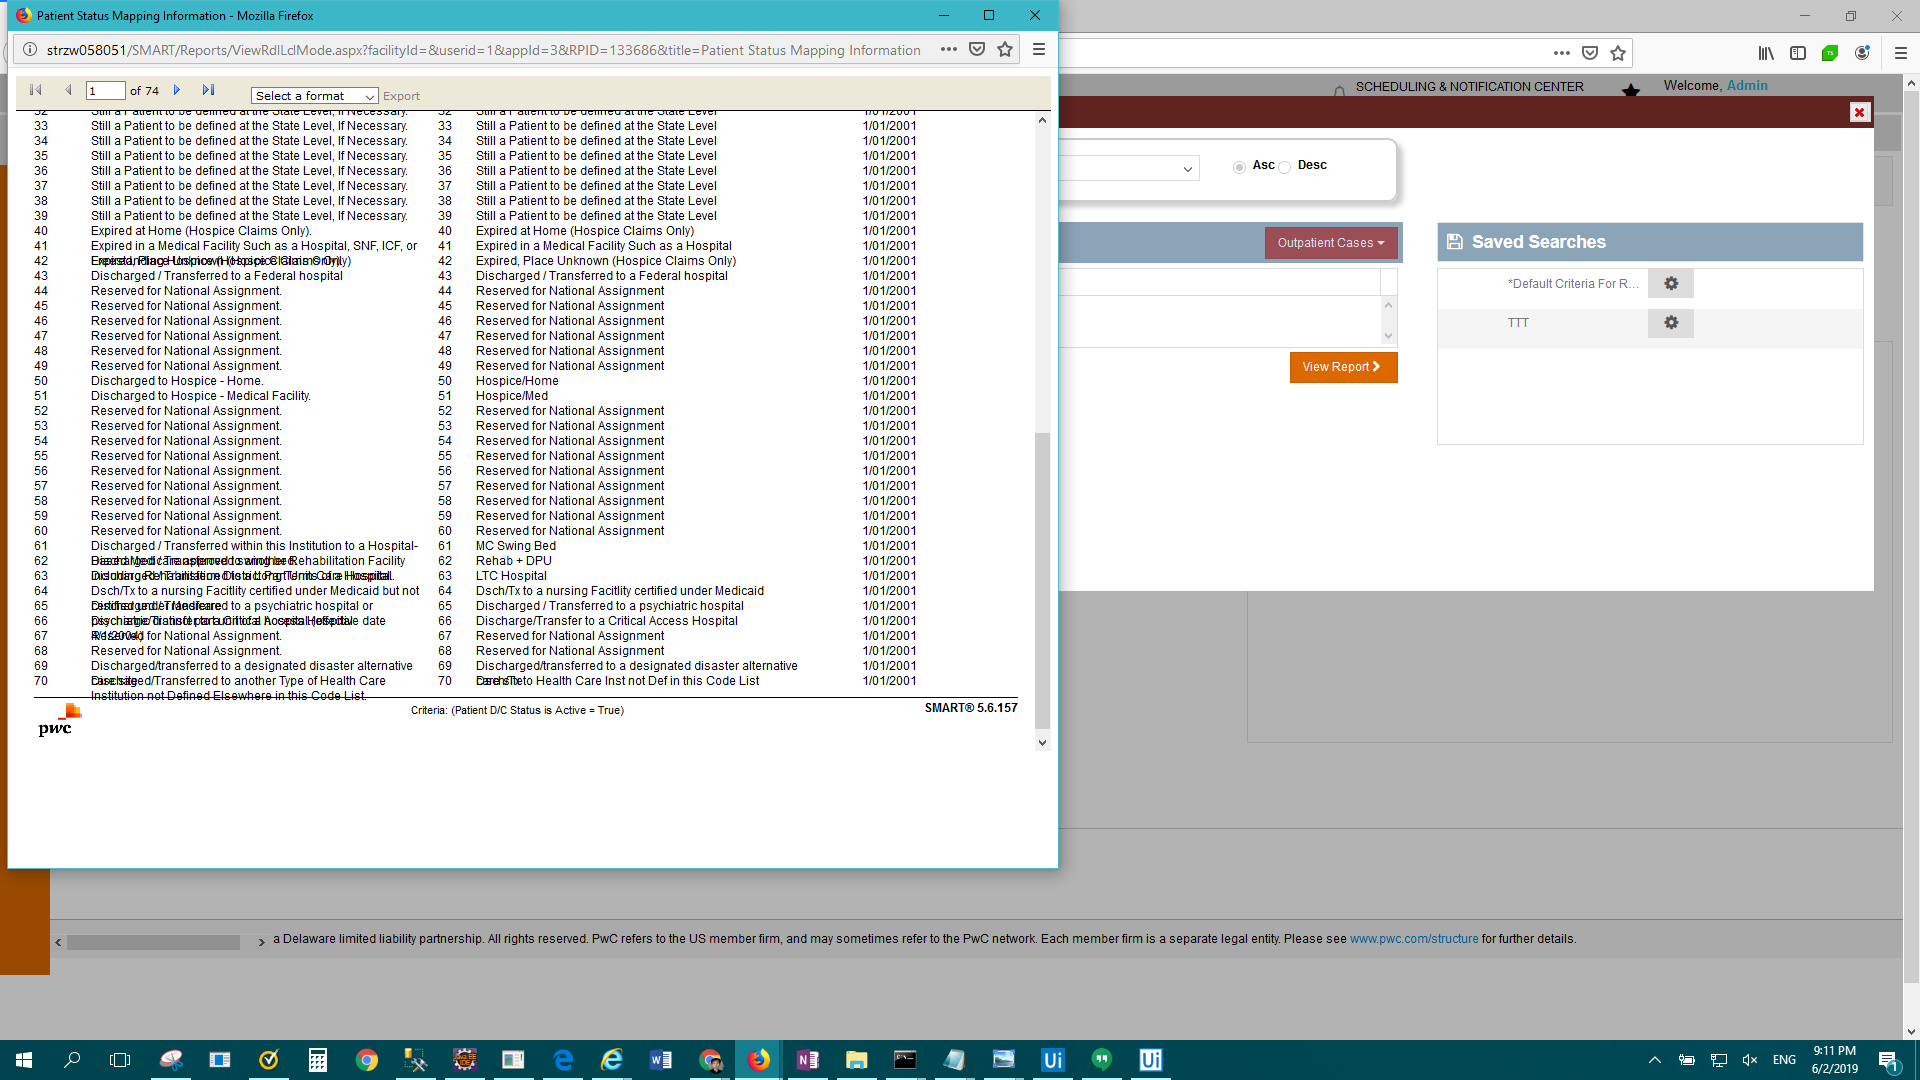 Patient Status Mapping Information - Mozilla Firefox
strzw058051/SMART/Reports/ViewRdlLclMode.aspx?facilityId=&userid=1&appId=3&RPID=133686&title=Patient Status Mapping Information
1 of 74
Select a format Export
32 Still a Patient to be defined at the State Level, If Necessary. 32 Still a Patient to be defined at the State Level 1/01/2001
33 Still a Patient to be defined at the State Level, If Necessary. 33 Still a Patient to be defined at the State Level 1/01/2001
34 Still a Patient to be defined at the State Level, If Necessary. 34 Still a Patient to be defined at the State Level 1/01/2001
35 Still a Patient to be defined at the State Level, If Necessary. 35 Still a Patient to be defined at the State Level 1/01/2001
36 Still a Patient to be defined at the State Level, If Necessary. 36 Still a Patient to be defined at the State Level 1/01/2001
37 Still a Patient to be defined at the State Level, If Necessary. 37 Still a Patient to be defined at the State Level 1/01/2001
38 Still a Patient to be defined at the State Level, If Necessary. 38 Still a Patient to be defined at the State Level 1/01/2001
39 Still a Patient to be defined at the State Level, If Necessary. 39 Still a Patient to be defined at the State Level 1/01/2001
40 Expired at Home (Hospice Claims Only). 40 Expired at Home (Hospice Claims Only) 1/01/2001
41 Expired in a Medical Facility Such as a Hospital, SNF, ICF, or 41 Expired in a Medical Facility Such as a Hospital 1/01/2001
42 42 Expired, Place Unknown (Hospice Claims Only) 1/01/2001
43 Discharged / Transferred to a Federal hospital 43 Discharged / Transferred to a Federal hospital 1/01/2001
44 Reserved for National Assignment. 44 Reserved for National Assignment 1/01/2001
45 Reserved for National Assignment. 45 Reserved for National Assignment 1/01/2001
46 Reserved for National Assignment. 46 Reserved for National Assignment 1/01/2001
47 Reserved for National Assignment. 47 Reserved for National Assignment 1/01/2001
48 Reserved for National Assignment. 48 Reserved for National Assignment 1/01/2001
49 Reserved for National Assignment. 49 Reserved for National Assignment 1/01/2001
50 Discharged to Hospice - Home. 50 Hospice/Home 1/01/2001
51 Discharged to Hospice - Medical Facility. 51 Hospice/Med 1/01/2001
52 Reserved for National Assignment. 52 Reserved for National Assignment 1/01/2001
53 Reserved for National Assignment. 53 Reserved for National Assignment 1/01/2001
54 Reserved for National Assignment. 54 Reserved for National Assignment 1/01/2001
55 Reserved for National Assignment. 55 Reserved for National Assignment 1/01/2001
56 Reserved for National Assignment. 56 Reserved for National Assignment 1/01/2001
57 Reserved for National Assignment. 57 Reserved for National Assignment 1/01/2001
58 Reserved for National Assignment. 58 Reserved for National Assignment 1/01/2001
59 Reserved for National Assignment. 59 Reserved for National Assignment 1/01/2001
60 Reserved for National Assignment. 60 Reserved for National Assignment 1/01/2001
61 Discharged / Transferred within this Institution to a Hospital- 61 MC Swing Bed 1/01/2001
62 Rehabilitation Facility 62 Rehab + DPU 1/01/2001
63 63 LTC Hospital 1/01/2001
64 Dsch/Tx to a nursing Facitlity certified under Medicaid but not 64 Dsch/Tx to a nursing Facitlity certified under Medicaid 1/01/2001
65 to a psychiatric hospital or 65 Discharged / Transferred to a psychiatric hospital 1/01/2001
66 date 66 Discharge/Transfer to a Critical Access Hospital 1/01/2001
67 for National Assignment. 67 Reserved for National Assignment 1/01/2001
68 Reserved for National Assignment. 68 Reserved for National Assignment 1/01/2001
69 Discharged/transferred to a designated disaster alternative 69 Discharged/transferred to a designated disaster alternative 1/01/2001
70 Discharged/Transferred to another Type of Health Care 70 to Health Care Inst not Def in this Code List 1/01/2001
Institution not Defined Elsewhere in this Code List.
pwc
Criteria: (Patient D/C Status is Active = True)
SMART® 5.6.157
SCHEDULING & NOTIFICATION CENTER
Welcome, Admin
Asc Desc
Outpatient Cases
View Report
Saved Searches
*Default Criteria For R...
TTT
a Delaware limited liability partnership. All rights reserved. PwC refers to the US member firm, and may sometimes refer to the PwC network. Each member firm is a separate legal entity. Please see www.pwc.com/structure for further details.
ENG
9:11 PM
6/2/2019
1